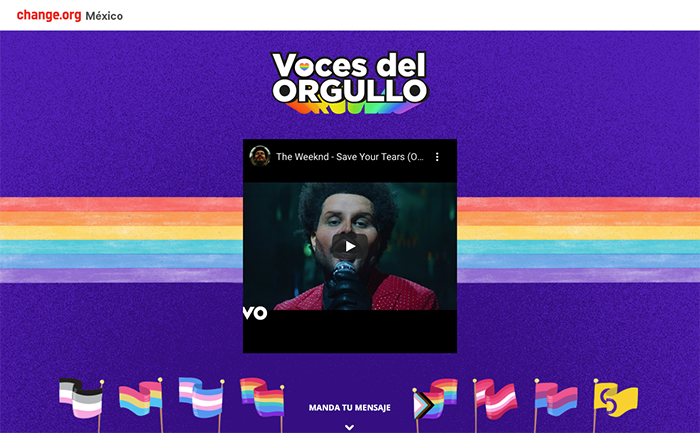 change.org México
Voces del
ORGULLO
The Weeknd - Save Your Tears (O...
VO
MANDA TU MENSAJE